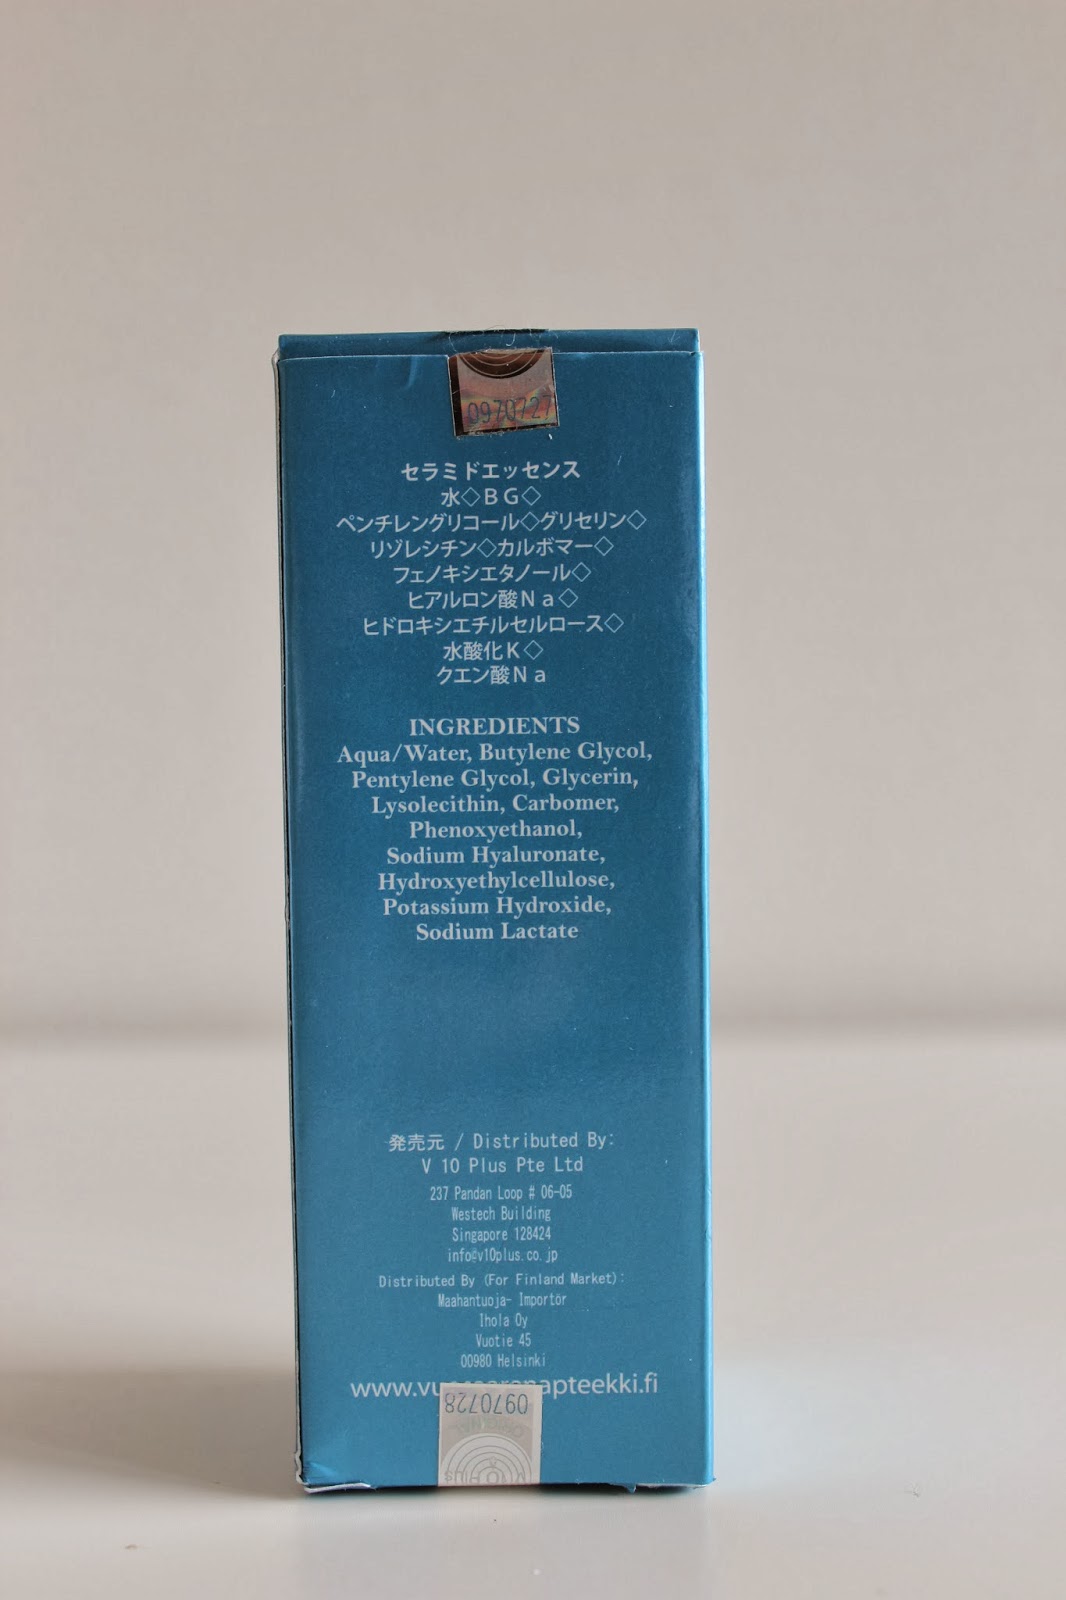 0970727
セラミドエッセンス
水◇ＢＧ◇
ペンチレングリコール◇グリセリン◇
リゾレシチン◇カルボマー◇
フェノキシエタノール◇
ヒアルロン酸Ｎａ◇
ヒドロキシエチルセルロース◇
水酸化Ｋ◇
クエン酸Ｎａ
INGREDIENTS
Aqua/Water, Butylene Glycol,
Pentylene Glycol, Glycerin,
Lysolecithin, Carbomer,
Phenoxyethanol,
Sodium Hyaluronate,
Hydroxyethylcellulose,
Potassium Hydroxide,
Sodium Lactate
発売元 / Distributed By:
V 10 Plus Pte Ltd
237 Pandan Loop # 06-05
Westech Building
Singapore 128424
info@v10plus.co.jp
Distributed By (For Finland Market):
Maahantuoja- Importör
Ihola Oy
Vuotie 45
00980 Helsinki
0970728
ORIGINAL
V10 Plus